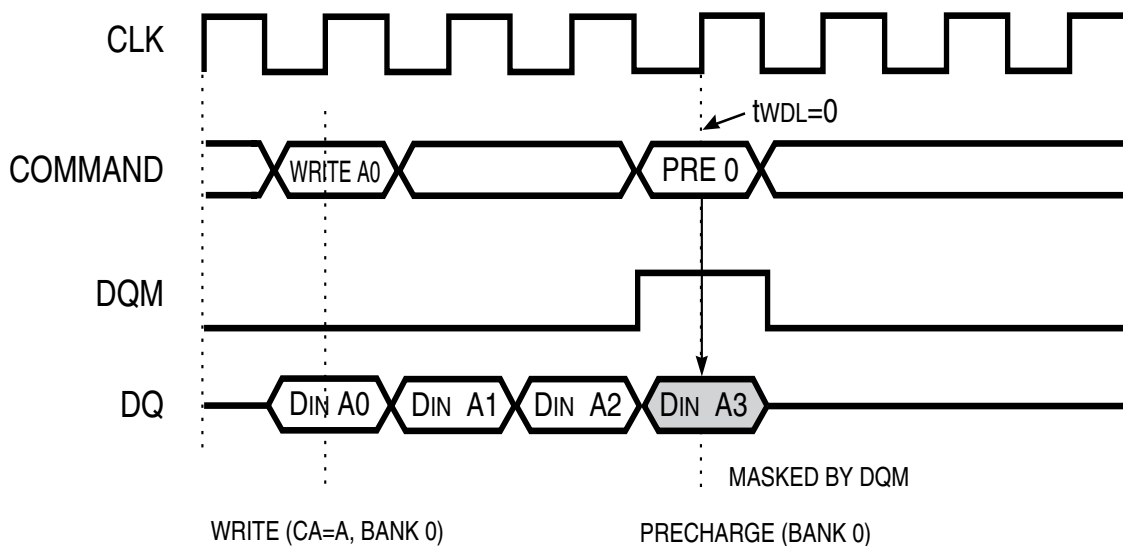 CLK
tWDL=0
COMMAND
WRITE A0
PRE 0
DQM
DQ
DIN A0
DIN A1
DIN A2
DIN A3
MASKED BY DQM
WRITE (CA=A, BANK 0)
PRECHARGE (BANK 0)